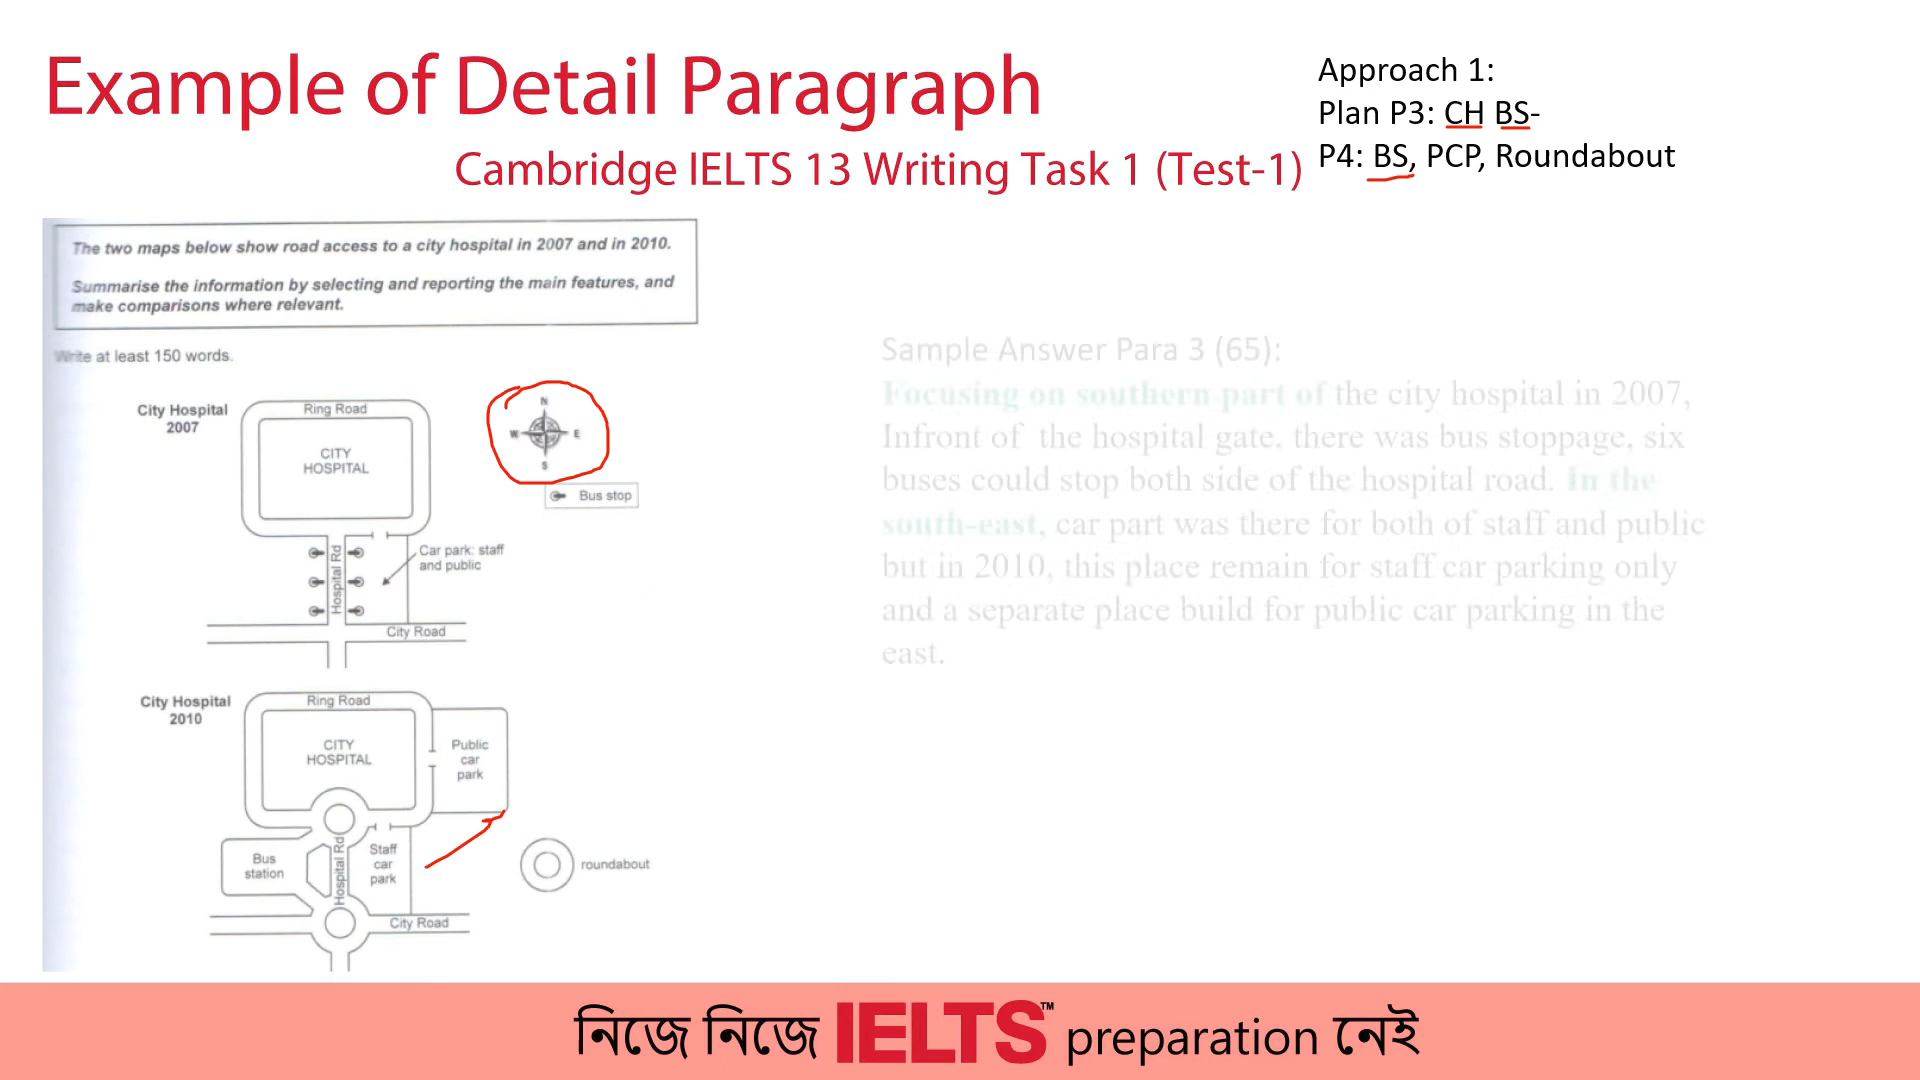 Example of Detail Paragraph
Cambridge IELTS 13 Writing Task 1 (Test-1)
Approach 1:
Plan P3: CH BS-
P4: BS, PCP, Roundabout
The two maps below show road access to a city hospital in 2007 and in 2010.
Summarise the information by selecting and reporting the main features, and
make comparisons where relevant.
Write at least 150 words.
City Hospital
2007
Ring Road
CITY
HOSPITAL
N
W
E
S
Bus stop
Hospital Rd
Car park: staff
and public
City Road
City Hospital
2010
Ring Road
CITY
HOSPITAL
Public
car
park
Bus
station
Hospital Rd
Staff
car
park
roundabout
City Road
Sample Answer Para 3 (65):
Focusing on southern part of the city hospital in 2007,
Infront of the hospital gate. there was bus stoppage, six
buses could stop both side of the hospital road. In the
south-east, car part was there for both of staff and public
but in 2010, this place remain for staff car parking only
and a separate place build for public car parking in the
east.
নিজে নিজে IELTS™ preparation নেই